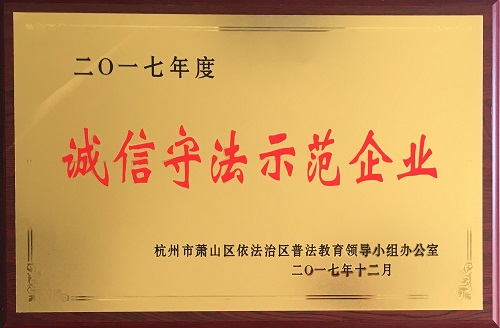 二〇一七年度
诚信守法示范企业
杭州市萧山区依法治区普法教育领导小组办公室
二〇一七年十二月